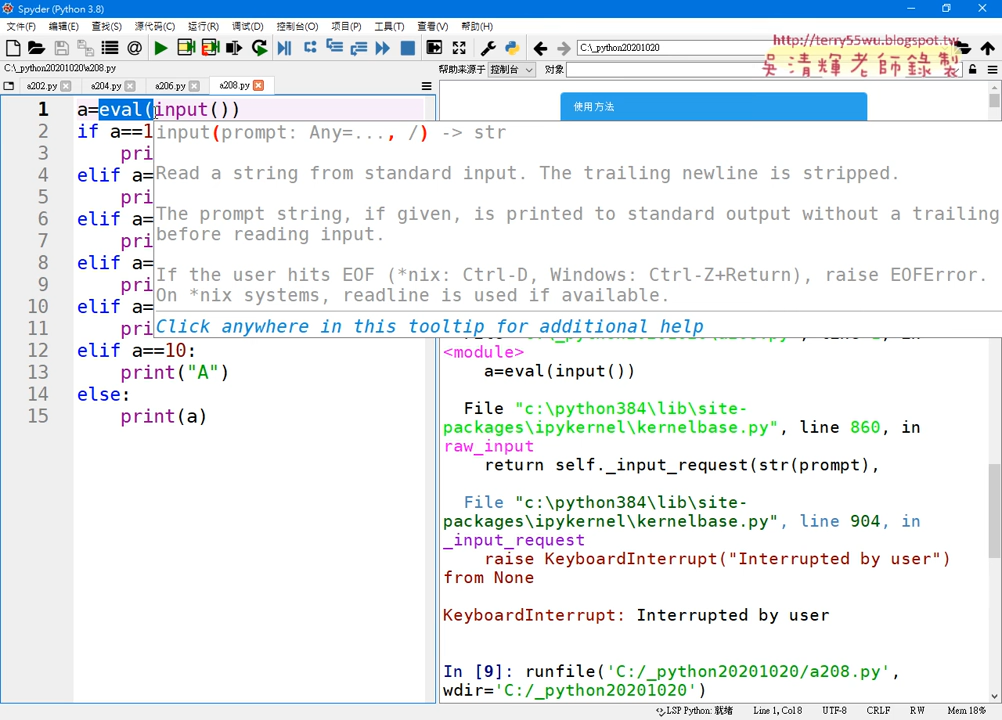 Spyder (Python 3.8)
文件(F) 编辑(E) 查找(S) 源代码(C) 运行(R) 调试(D) 控制台(O) 项目(P) 工具(T) 查看(V) 帮助(H)
C:\_python20201020
http://terry55wu.blogspot.tw
吳清輝老師錄製
C:\_python20201020\a208.py
帮助来源于 控制台 对象
a202.py a204.py a206.py a208.py
使用方法
1 a=eval(input())
2 if a==1
3 pri
4 elif a=
5 pri
6 elif a=
7 pri
8 elif a=
9 pri
10 elif a=
11 pri
12 elif a==10:
13 print("A")
14 else:
15 print(a)
input(prompt: Any=..., /) -> str
Read a string from standard input. The trailing newline is stripped.
The prompt string, if given, is printed to standard output without a trailing
before reading input.
If the user hits EOF (*nix: Ctrl-D, Windows: Ctrl-Z+Return), raise EOFError.
On *nix systems, readline is used if available.
Click anywhere in this tooltip for additional help
<module>
a=eval(input())
File "c:\python384\lib\site-
packages\ipykernel\kernelbase.py", line 860, in
raw_input
return self._input_request(str(prompt),
File "c:\python384\lib\site-
packages\ipykernel\kernelbase.py", line 904, in
_input_request
raise KeyboardInterrupt("Interrupted by user")
from None
KeyboardInterrupt: Interrupted by user
In [9]: runfile('C:/_python20201020/a208.py',
wdir='C:/_python20201020')
LSP Python: 就绪 Line 1, Col 8 UTF-8 CRLF RW Mem 18%